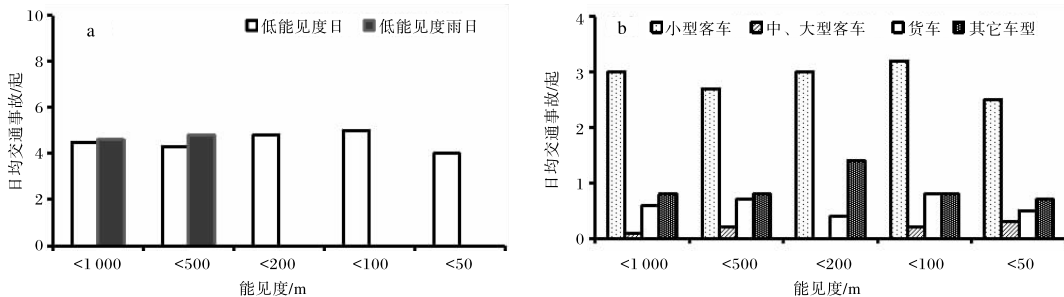 a
低能见度日 低能见度雨日
10
8
6
4
2
0
日均交通事故/起
<1 000 <500 <200 <100 <50
能见度/m
b
小型客车 中、大型客车 货车 其它车型
4
3
2
1
0
日均交通事故/起
<1 000 <500 <200 <100 <50
能见度/m